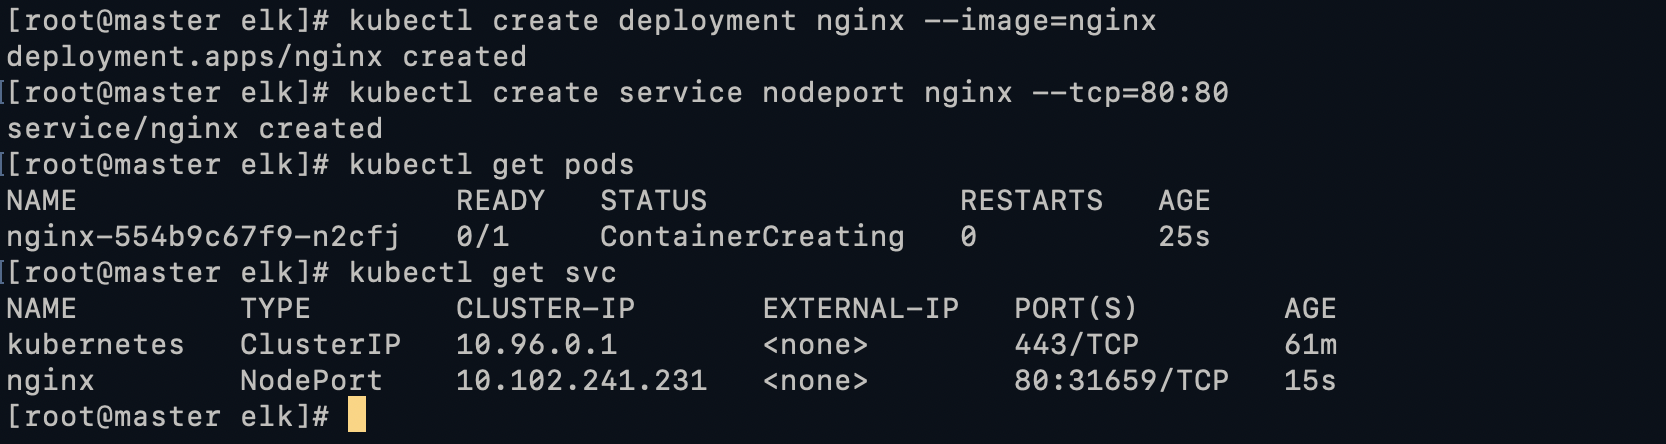 [root@master elk]# kubectl create deployment nginx --image=nginx
deployment.apps/nginx created
[[root@master elk]# kubectl create service nodeport nginx --tcp=80:80
service/nginx created
[[root@master elk]# kubectl get pods
NAME                     READY   STATUS              RESTARTS   AGE
nginx-554b9c67f9-n2cfj   0/1     ContainerCreating   0          25s
[[root@master elk]# kubectl get svc
NAME         TYPE        CLUSTER-IP       EXTERNAL-IP   PORT(S)        AGE
kubernetes   ClusterIP   10.96.0.1        <none>        443/TCP        61m
nginx        NodePort    10.102.241.231   <none>        80:31659/TCP   15s
[root@master elk]#